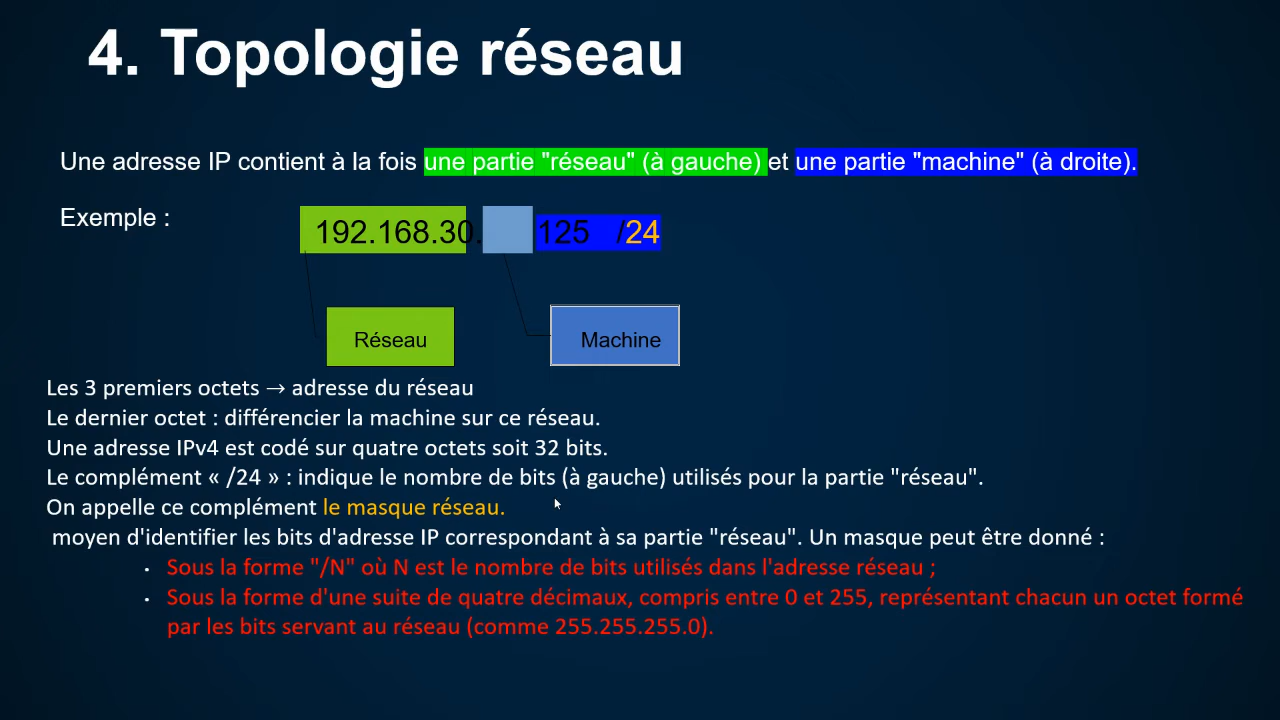 4. Topologie réseau
Une adresse IP contient à la fois une partie "réseau" (à gauche) et une partie "machine" (à droite).
Exemple :
192.168.30. 125 /24
Réseau
Machine
Les 3 premiers octets → adresse du réseau
Le dernier octet : différencier la machine sur ce réseau.
Une adresse IPv4 est codé sur quatre octets soit 32 bits.
Le complément « /24 » : indique le nombre de bits (à gauche) utilisés pour la partie "réseau".
On appelle ce complément le masque réseau.
moyen d'identifier les bits d'adresse IP correspondant à sa partie "réseau". Un masque peut être donné :
• Sous la forme "/N" où N est le nombre de bits utilisés dans l'adresse réseau ;
• Sous la forme d'une suite de quatre décimaux, compris entre 0 et 255, représentant chacun un octet formé
par les bits servant au réseau (comme 255.255.255.0).